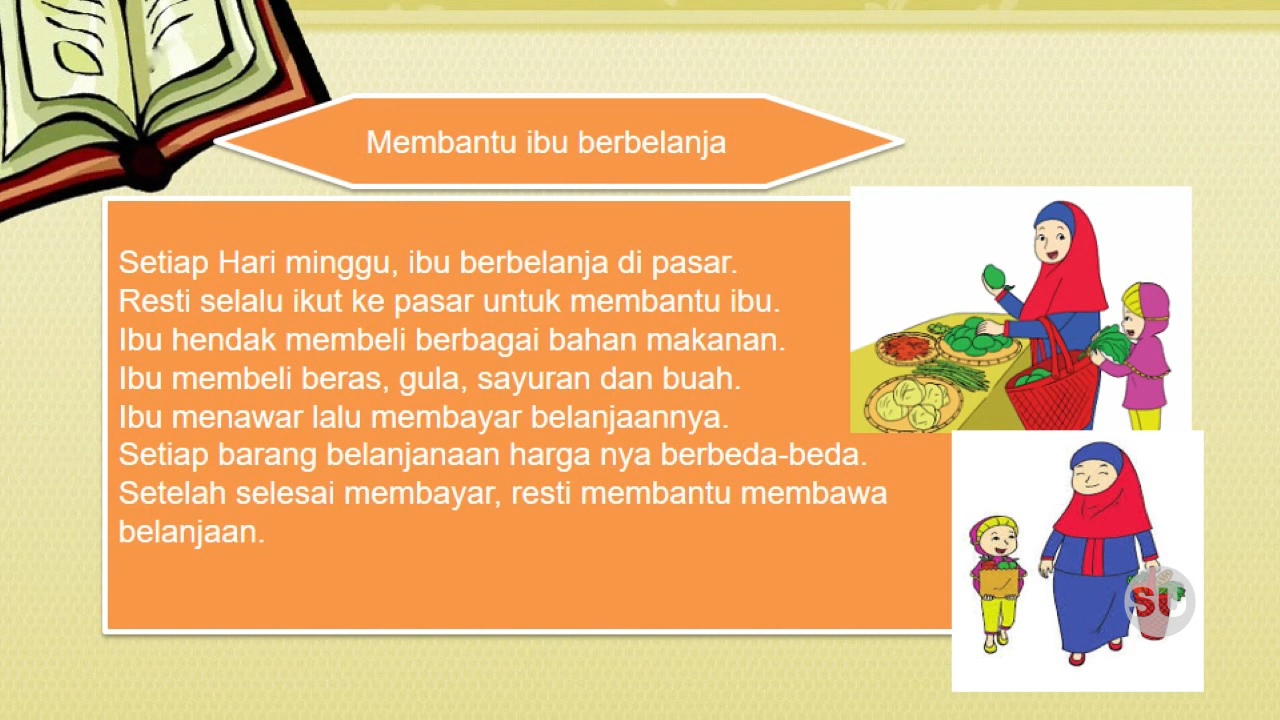 Membantu ibu berbelanja
Setiap Hari minggu, ibu berbelanja di pasar.
Resti selalu ikut ke pasar untuk membantu ibu.
Ibu hendak membeli berbagai bahan makanan.
Ibu membeli beras, gula, sayuran dan buah.
Ibu menawar lalu membayar belanjaannya.
Setiap barang belanjanaan harga nya berbeda-beda.
Setelah selesai membayar, resti membantu membawa
belanjaan.